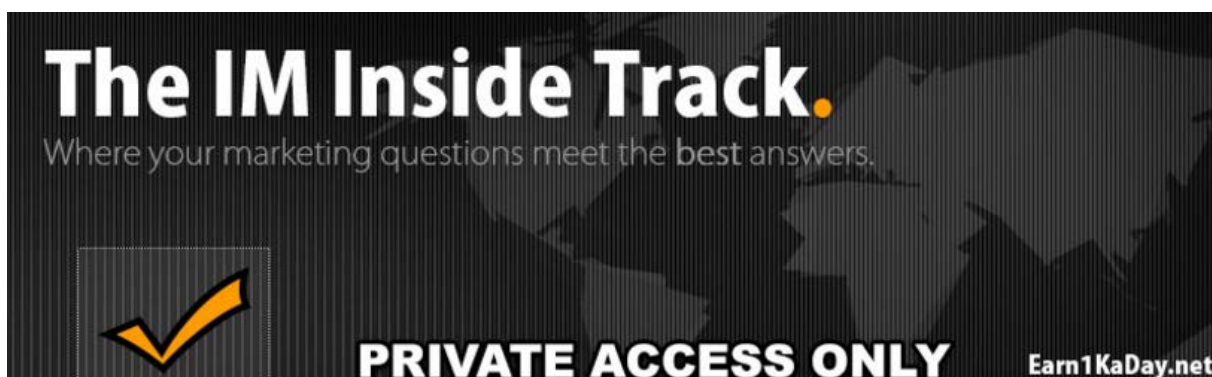 The IM Inside Track.
Where your marketing questions meet the best answers.
PRIVATE ACCESS ONLY
Earn1KaDay.net